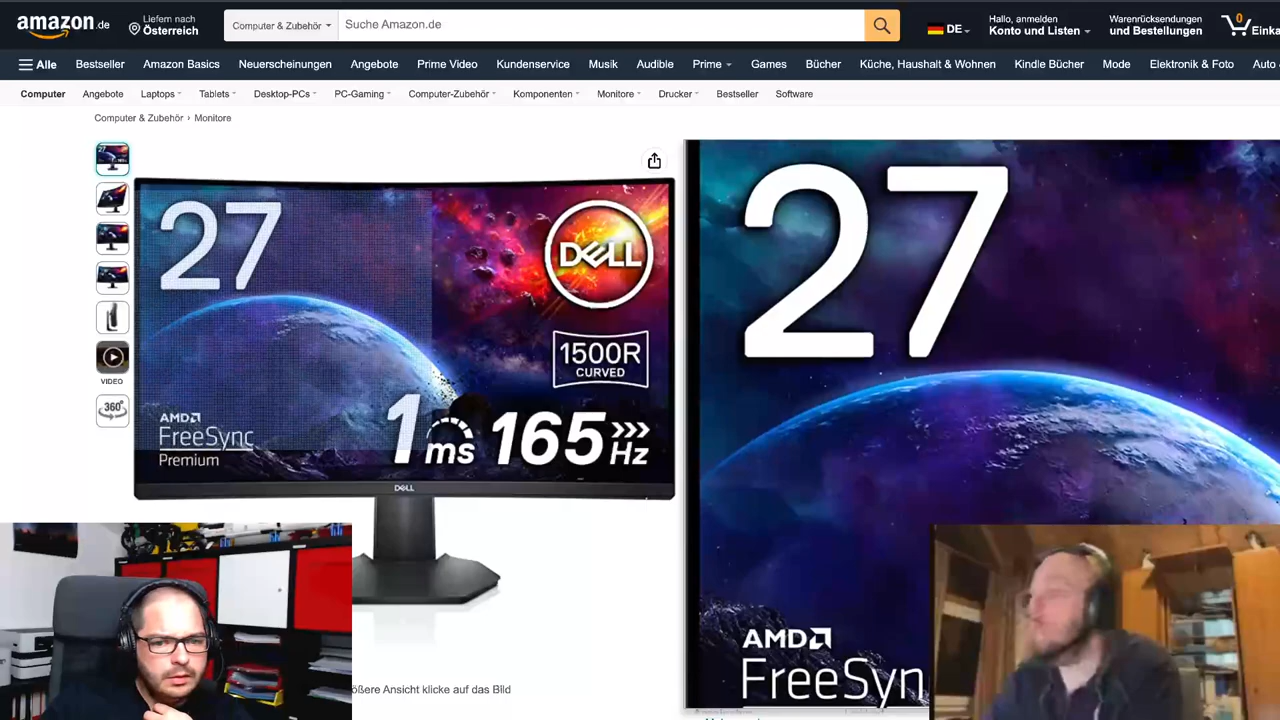 amazon.de
Liefern nach
Österreich
Computer & Zubehör
Suche Amazon.de
DE
Hallo, anmelden
Konto und Listen
Warenrücksendungen
und Bestellungen
0
Einka
Alle
Bestseller
Amazon Basics
Neuerscheinungen
Angebote
Prime Video
Kundenservice
Musik
Audible
Prime
Games
Bücher
Küche, Haushalt & Wohnen
Kindle Bücher
Mode
Elektronik & Foto
Auto
Computer
Angebote
Laptops
Tablets
Desktop-PCs
PC-Gaming
Computer-Zubehör
Komponenten
Monitore
Drucker
Bestseller
Software
Computer & Zubehör › Monitore
27
DELL
1500R
CURVED
AMD
FreeSync
Premium
1ms
165Hz
DELL
VIDEO
360°
27
AMD
FreeSyn
ößere Ansicht klicke auf das Bild